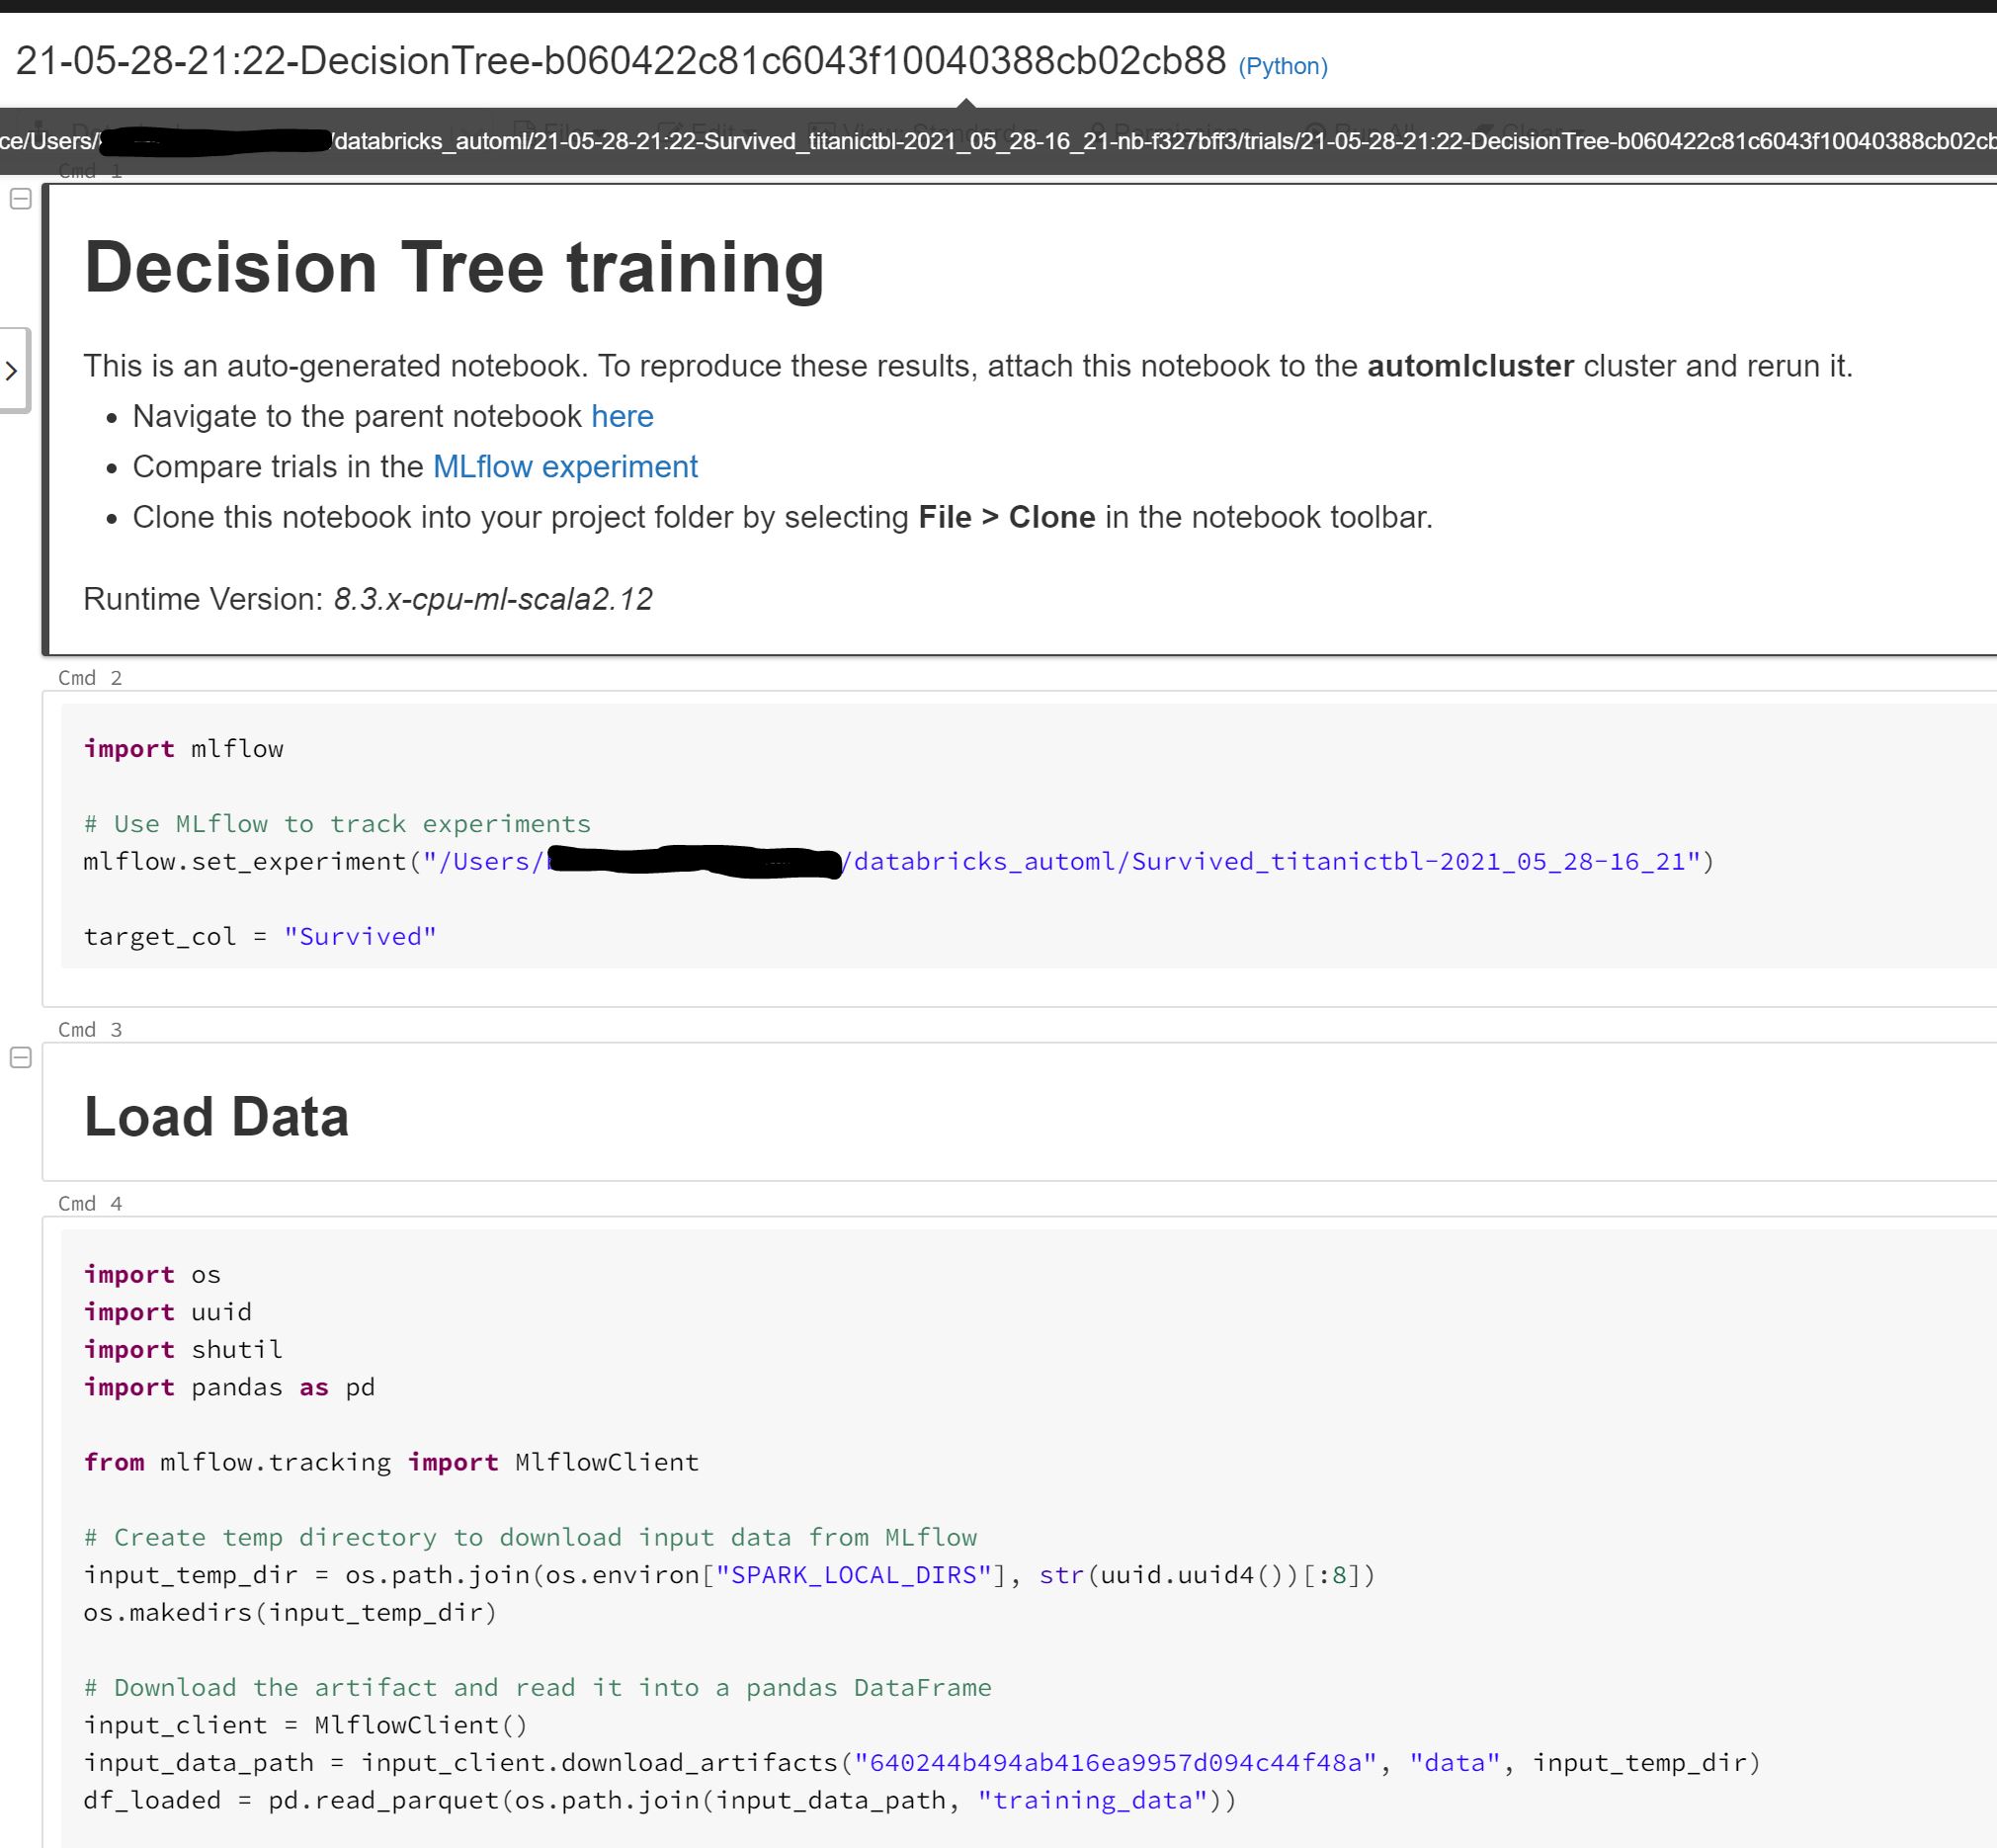 21-05-28-21:22-DecisionTree-b060422c81c6043f10040388cb02cb88 (Python)
ce/Users/ /databricks_automl/21-05-28-21:22-Survived_titanictbl-2021_05_28-16_21-nb-f327bff3/trials/21-05-28-21:22-DecisionTree-b060422c81c6043f10040388cb02cb
Cmd 1
Decision Tree training
This is an auto-generated notebook. To reproduce these results, attach this notebook to the automlcluster cluster and rerun it.
• Navigate to the parent notebook here
• Compare trials in the MLflow experiment
• Clone this notebook into your project folder by selecting File > Clone in the notebook toolbar.
Runtime Version: 8.3.x-cpu-ml-scala2.12
Cmd 2
import mlflow
# Use MLflow to track experiments
mlflow.set_experiment("/Users/ /databricks_automl/Survived_titanictbl-2021_05_28-16_21")
target_col = "Survived"
Cmd 3
Load Data
Cmd 4
import os
import uuid
import shutil
import pandas as pd
from mlflow.tracking import MlflowClient
# Create temp directory to download input data from MLflow
input_temp_dir = os.path.join(os.environ["SPARK_LOCAL_DIRS"], str(uuid.uuid4())[:8])
os.makedirs(input_temp_dir)
# Download the artifact and read it into a pandas DataFrame
input_client = MlflowClient()
input_data_path = input_client.download_artifacts("640244b494ab416ea9957d094c44f48a", "data", input_temp_dir)
df_loaded = pd.read_parquet(os.path.join(input_data_path, "training_data"))